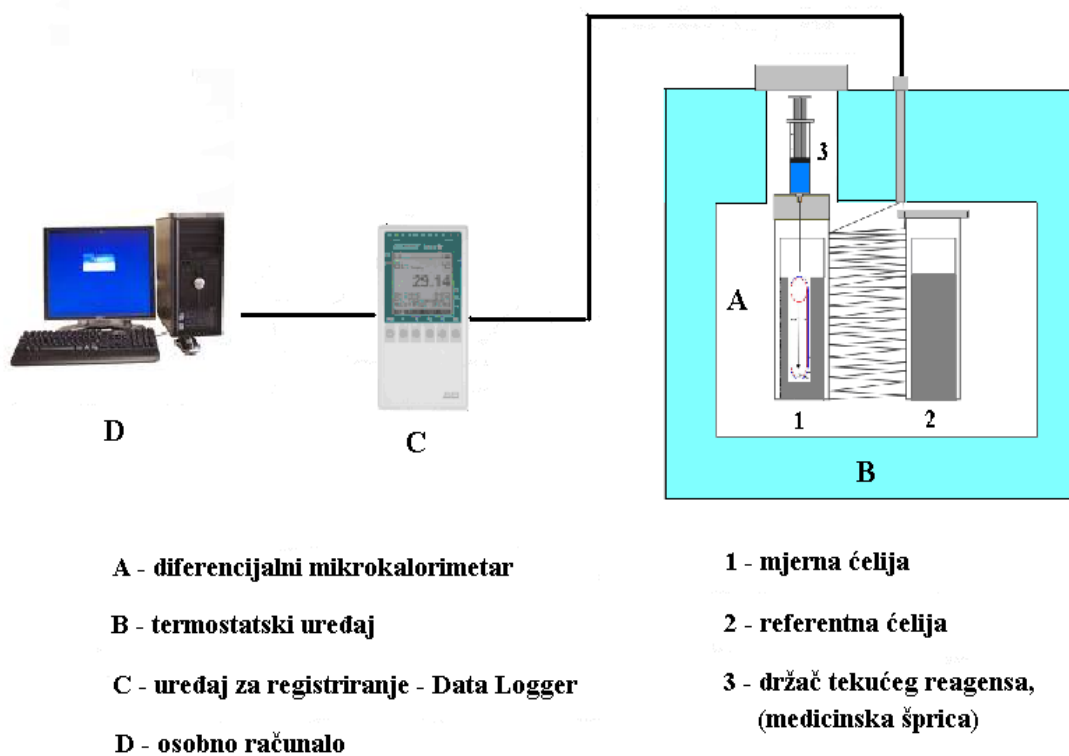 3
29.14
A
1
2
D
C
B
A - diferencijalni mikrokalorimetar
B - termostatski uređaj
C - uređaj za registriranje - Data Logger
D - osobno računalo
1 - mjerna ćelija
2 - referentna ćelija
3 - držač tekućeg reagensa,
(medicinska šprica)